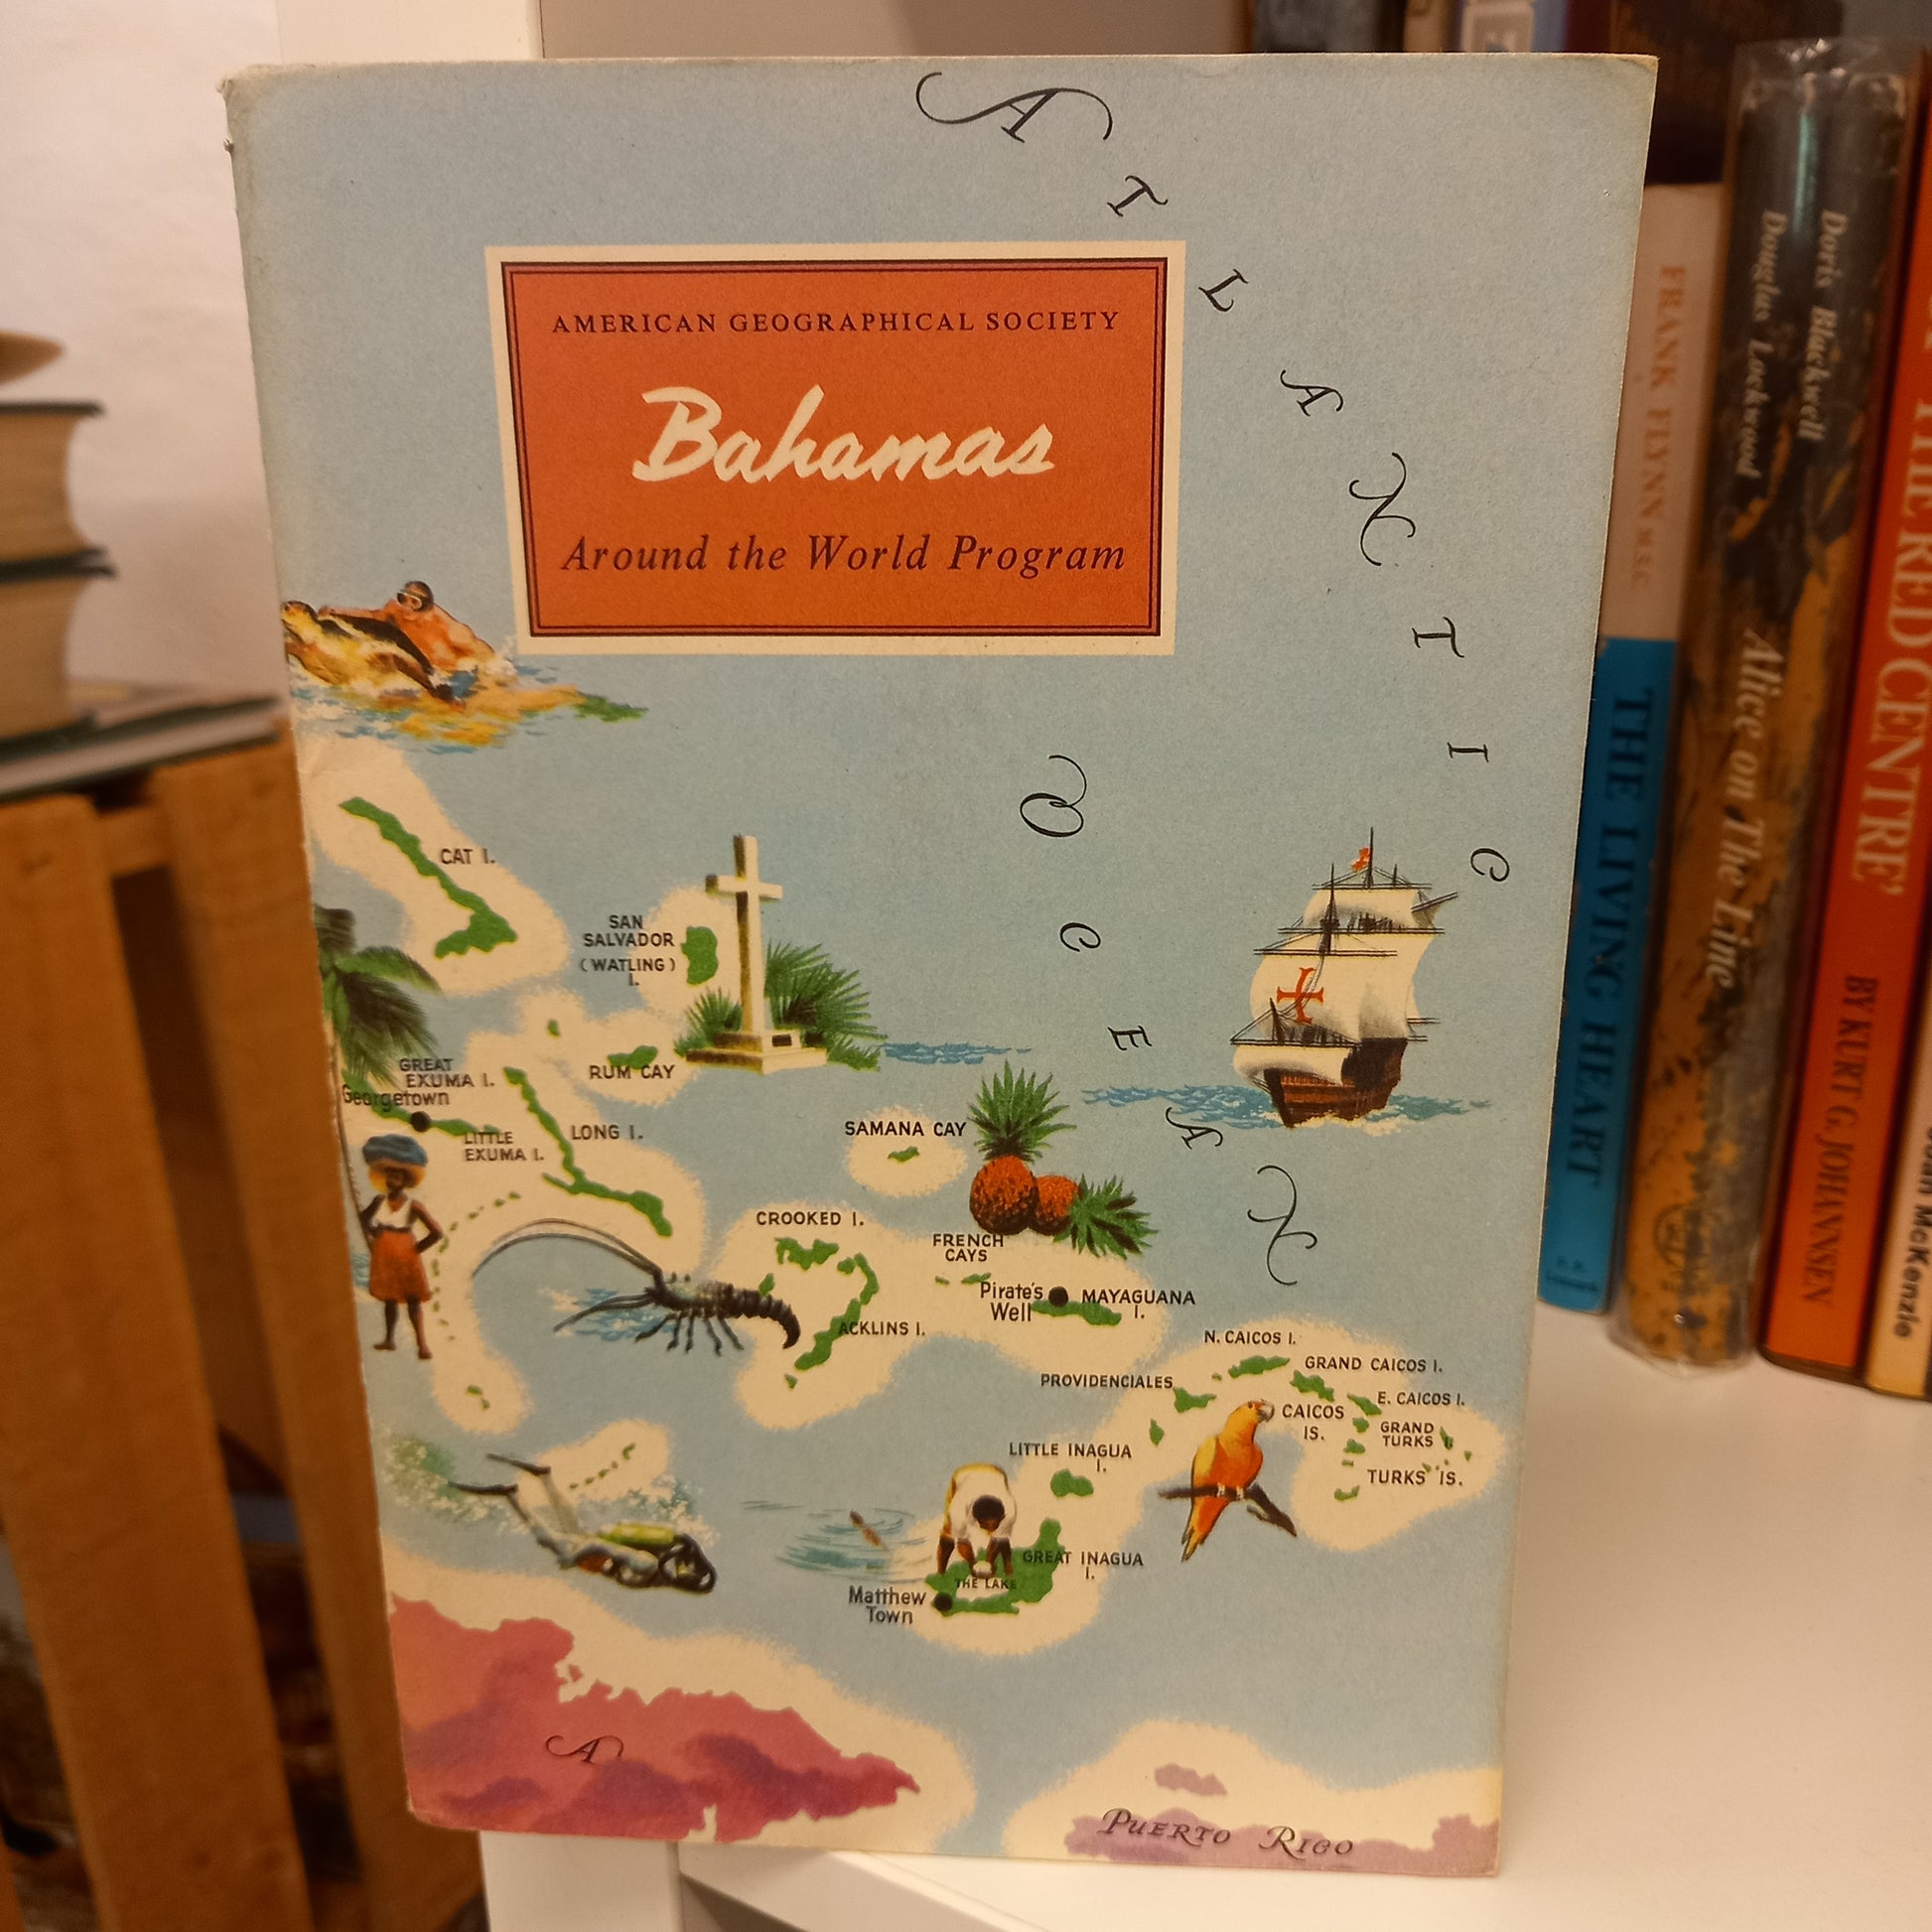 AMERICAN GEOGRAPHICAL SOCIETY
Bahamas
Around the World Program
ATLANTIC
OCEAN
CAT I.
SAN
SALVADOR
(WATLING)
I.
RUM CAY
GREAT
EXUMA I.
Georgetown
LITTLE
EXUMA I.
LONG I.
SAMANA CAY
CROOKED I.
FRENCH
CAYS
Pirate's
Well
MAYAGUANA
I.
ACKLINS I.
N. CAICOS I.
GRAND CAICOS I.
PROVIDENCIALES
E. CAICOS I.
CAICOS
IS.
GRAND
TURKS I.
TURKS IS.
LITTLE INAGUA
I.
GREAT INAGUA
I.
THE LAKE
Matthew
Town
A
PUERTO RICO
FRANK FLYNN MSC
THE LIVING HEART
Doris Blackwell
Douglas Lockwood
Alice on The Line
THE RED CENTRE'
BY KURT G. JOHANNSEN
McKenzie